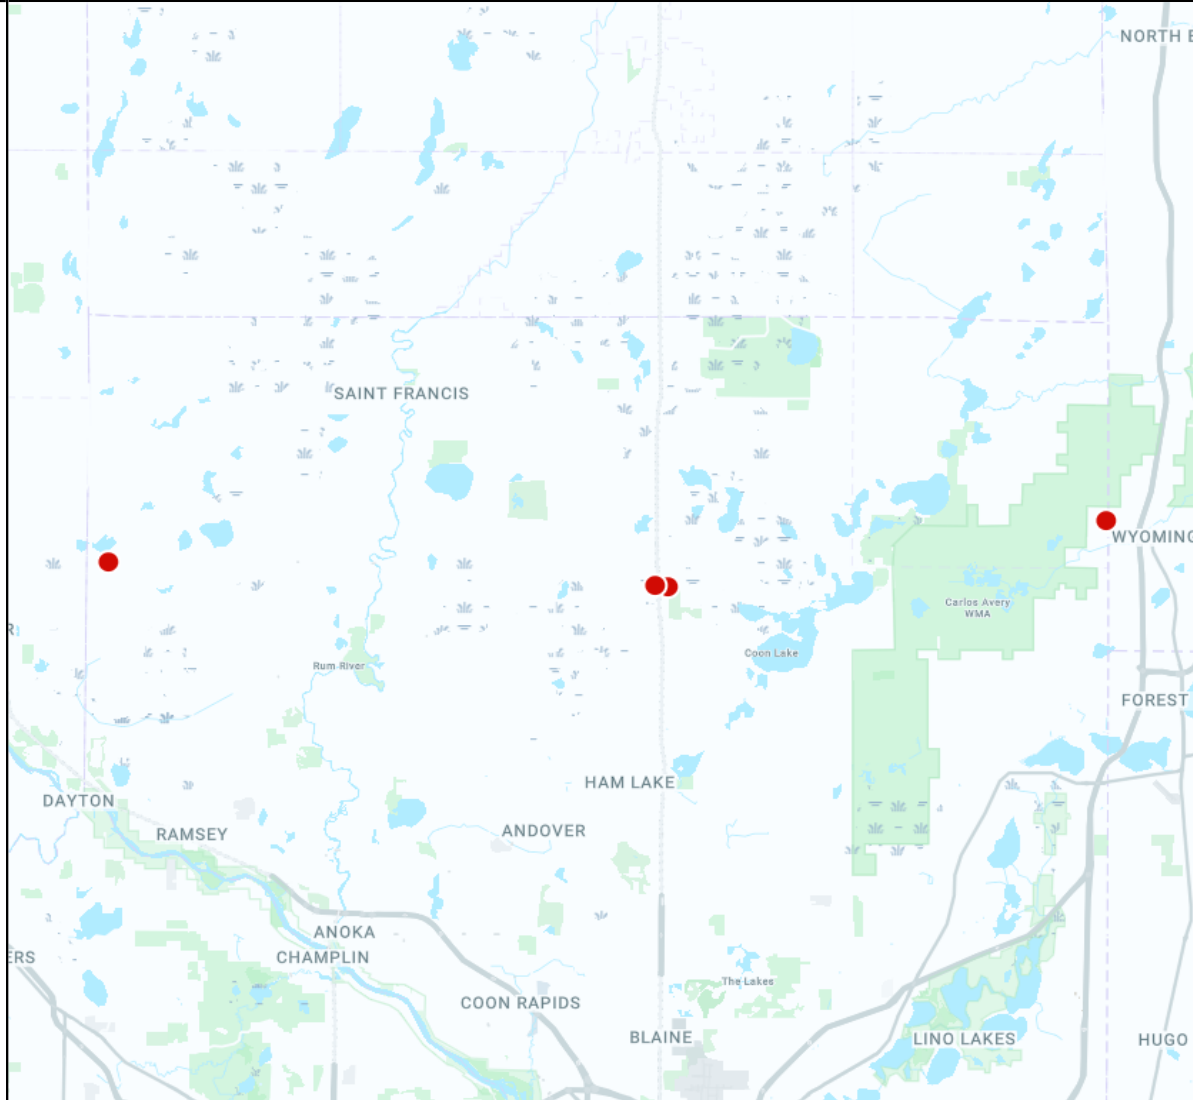 NORTH
SAINT FRANCIS
WYOMING
Carlos Avery
WMA
Coon Lake
Rum River
FOREST
HAM LAKE
DAYTON
ANDOVER
RAMSEY
ANOKA
CHAMPLIN
ERS
The Lakes
COON RAPIDS
BLAINE
LINO LAKES
HUGO